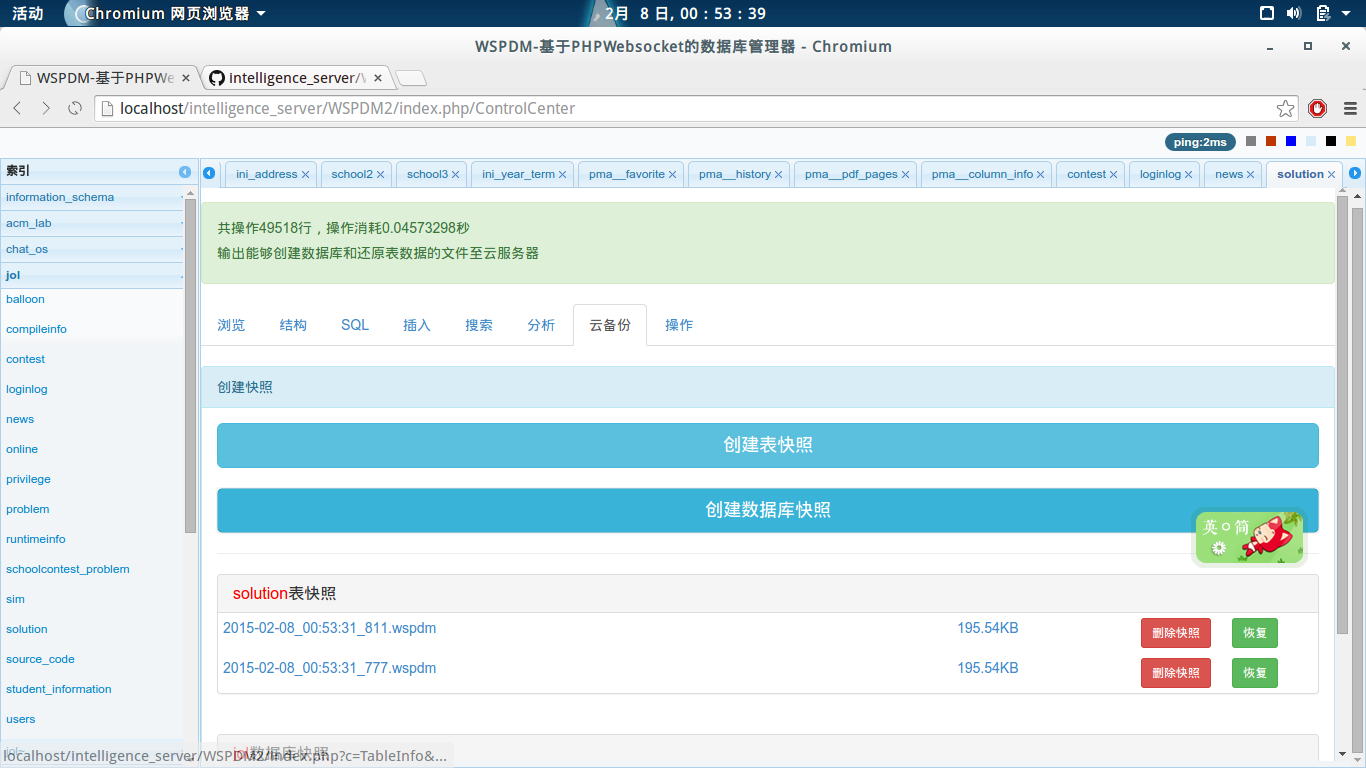 活动 Chromium 网页浏览器 2月 8 日, 00 : 53 : 39
WSPDM-基于PHPWebsocket的数据库管理器 - Chromium
WSPDM-基于PHPWe intelligence_server/
localhost/intelligence_server/WSPDM2/index.php/ControlCenter
ping:2ms
索引
ini_address school2 school3 ini_year_term pma__favorite pma__history pma__pdf_pages pma__column_info contest loginlog news solution
information_schema
acm_lab
chat_os
jol
balloon
compileinfo
contest
loginlog
news
online
privilege
problem
runtimeinfo
schoolcontest_problem
sim
solution
source_code
student_information
users
共操作49518行，操作消耗0.04573298秒
输出能够创建数据库和还原表数据的文件至云服务器
浏览 结构 SQL 插入 搜索 分析 云备份 操作
创建快照
创建表快照
创建数据库快照
英 简
solution表快照
2015-02-08_00:53:31_811.wspdm 195.54KB 删除快照 恢复
2015-02-08_00:53:31_777.wspdm 195.54KB 删除快照 恢复
jol数据库快照
localhost/intelligence_server/WSPDM2/index.php?c=TableInfo&...